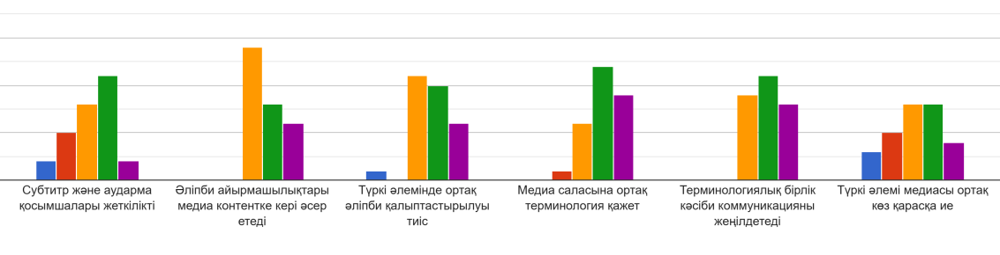 Субтитр және аударма
қосымшалары жеткілікті
Әліпби айырмашылықтары
медиа контентке кері әсер
етеді
Түркі әлемінде ортақ
әліпби қалыптастырылуы
тиіс
Медиа саласына ортақ
терминология қажет
Терминологиялық бірлік
кәсіби коммуникацияны
жеңілдетеді
Түркі әлемі медиасы ортақ
көз қарасқа ие